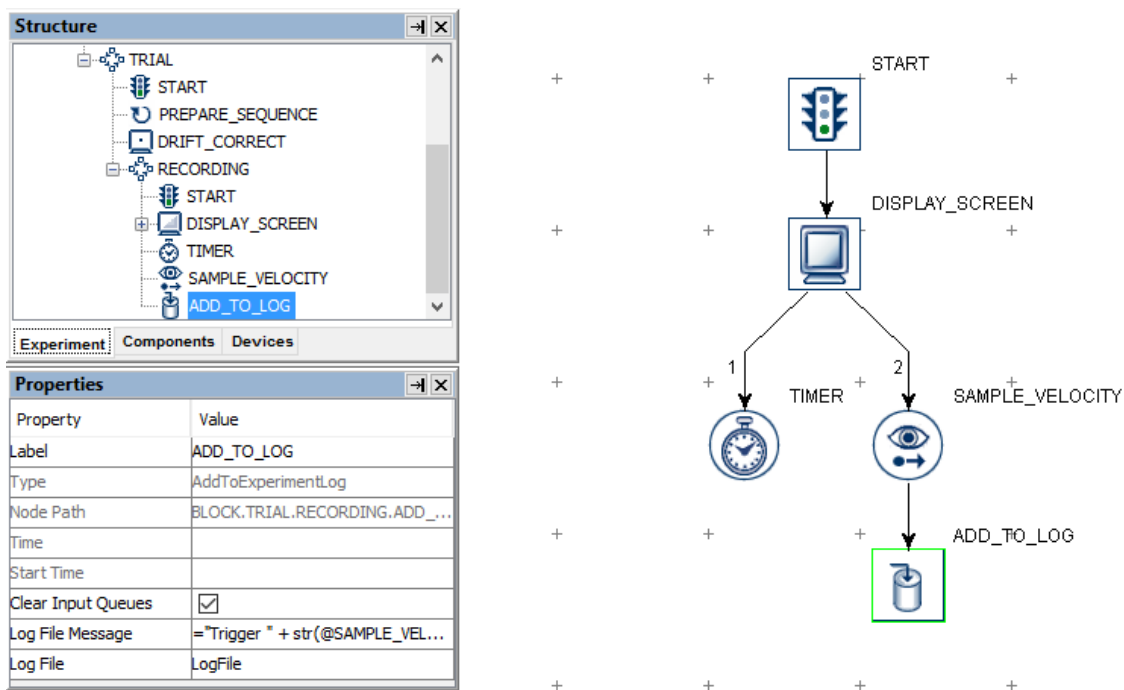 Structure
TRIAL
START
PREPARE_SEQUENCE
DRIFT_CORRECT
RECORDING
START
DISPLAY_SCREEN
TIMER
SAMPLE_VELOCITY
ADD_TO_LOG
Experiment Components Devices
Properties
Property Value
Label ADD_TO_LOG
Type AddToExperimentLog
Node Path BLOCK.TRIAL.RECORDING.ADD_...
Time
Start Time
Clear Input Queues
Log File Message ="Trigger " + str(@SAMPLE_VEL...
Log File LogFile
START
DISPLAY_SCREEN
1 2
TIMER SAMPLE_VELOCITY
ADD_TO_LOG